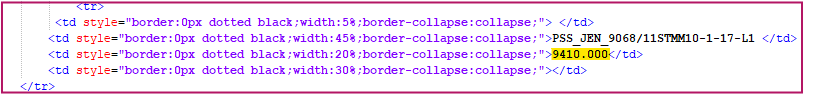 <tr>
<td style="border:0px dotted black;width:5%;border-collapse:collapse;"> </td>
<td style="border:0px dotted black;width:45%;border-collapse:collapse;">PSS_JEN_9068/11STMM10-1-17-L1 </td>
<td style="border:0px dotted black;width:20%;border-collapse:collapse;">9410.000</td>
<td style="border:0px dotted black;width:30%;border-collapse:collapse;"></td>
</tr>